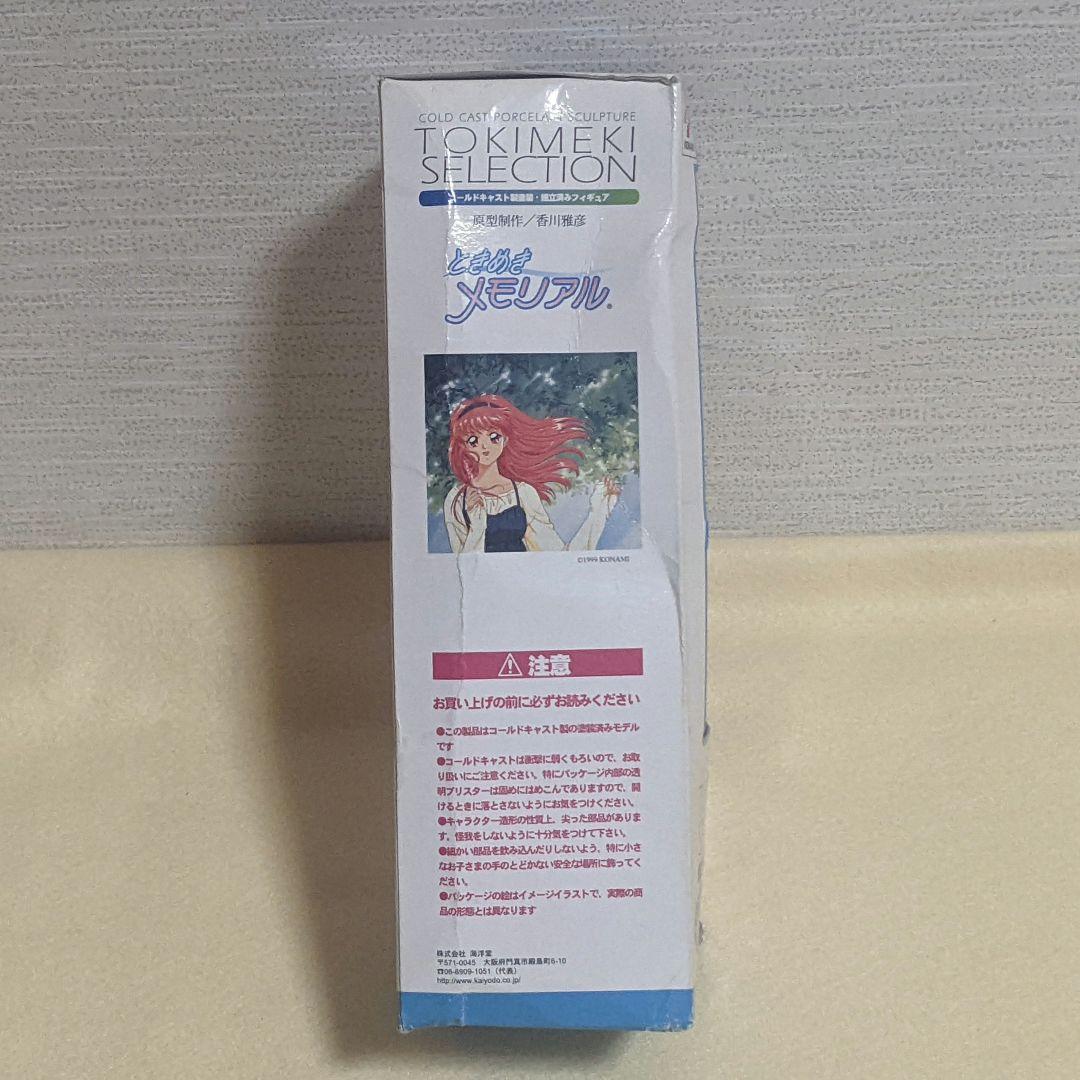 COLD CAST PORCELAIN SCULPTURE
TOKIMEKI
SELECTION
コールドキャスト製塗装・組立済みフィギュア
原型制作／香川雅彦
ときめき
メモリアル®
©1999 KONAMI
注意
お買い上げの前に必ずお読みください
●この製品はコールドキャスト製の塗装済みモデル
です
●コールドキャストは衝撃に弱くもろいので、お取
り扱いにご注意ください。特にパッケージ内部の透
明ブリスターは固めにはめこんでありますので、開
けるときに落とさないようにお気をつけください。
●キャラクター造形の性質上、尖った部品がありま
す。怪我をしないように十分気をつけて下さい。
●細かい部品を飲み込んだりしないよう、特に小さ
なお子さまの手のとどかない安全な場所に飾ってく
ださい。
●パッケージの絵はイメージイラストで、実際の商
品の形態とは異なります
株式会社 海洋堂
〒571-0045 大阪府門真市殿島町6-10
☎06-6909-1051（代表）
http://www.kaiyodo.co.jp/